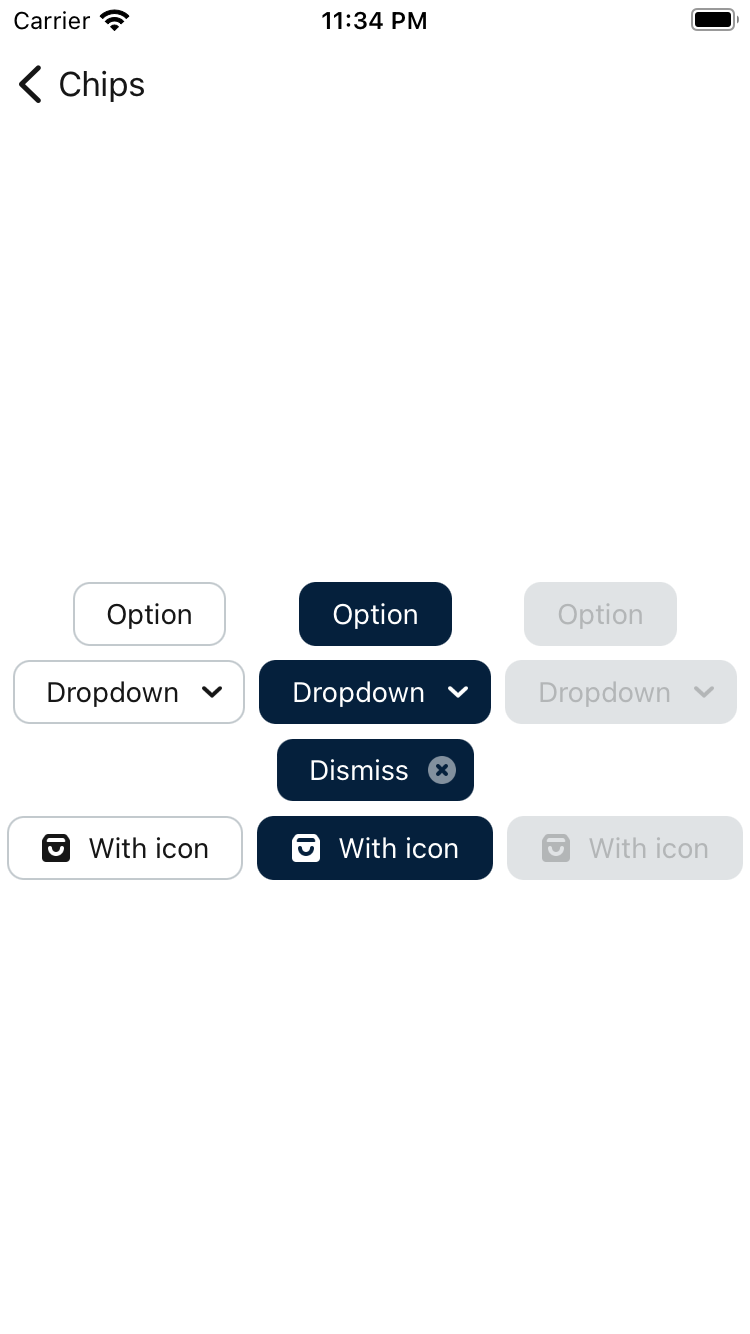 Carrier 11:34 PM
Chips
Option Option Option
Dropdown Dropdown Dropdown
Dismiss
With icon With icon With icon